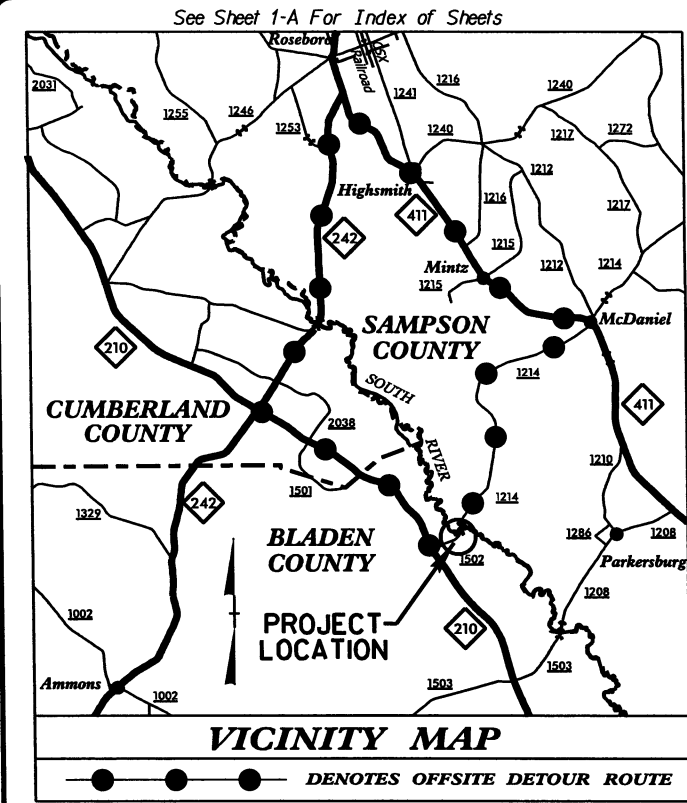 See Sheet 1-A For Index of Sheets
Roseboro
CSX
Railroad
2031
1255
1246
1253
1241
1216
1240
1240
1217
1272
1212
Highsmith
411
1216
1217
242
1215
Mintz
1215
1212
1214
McDaniel
SAMPSON
COUNTY
210
1214
SOUTH
RIVER
411
CUMBERLAND
COUNTY
2038
1501
1210
242
1214
1329
BLADEN
COUNTY
1502
1286
1208
Parkersburg
1208
1002
PROJECT
LOCATION
210
Ammons
1002
1503
1503
VICINITY MAP
DENOTES OFFSITE DETOUR ROUTE